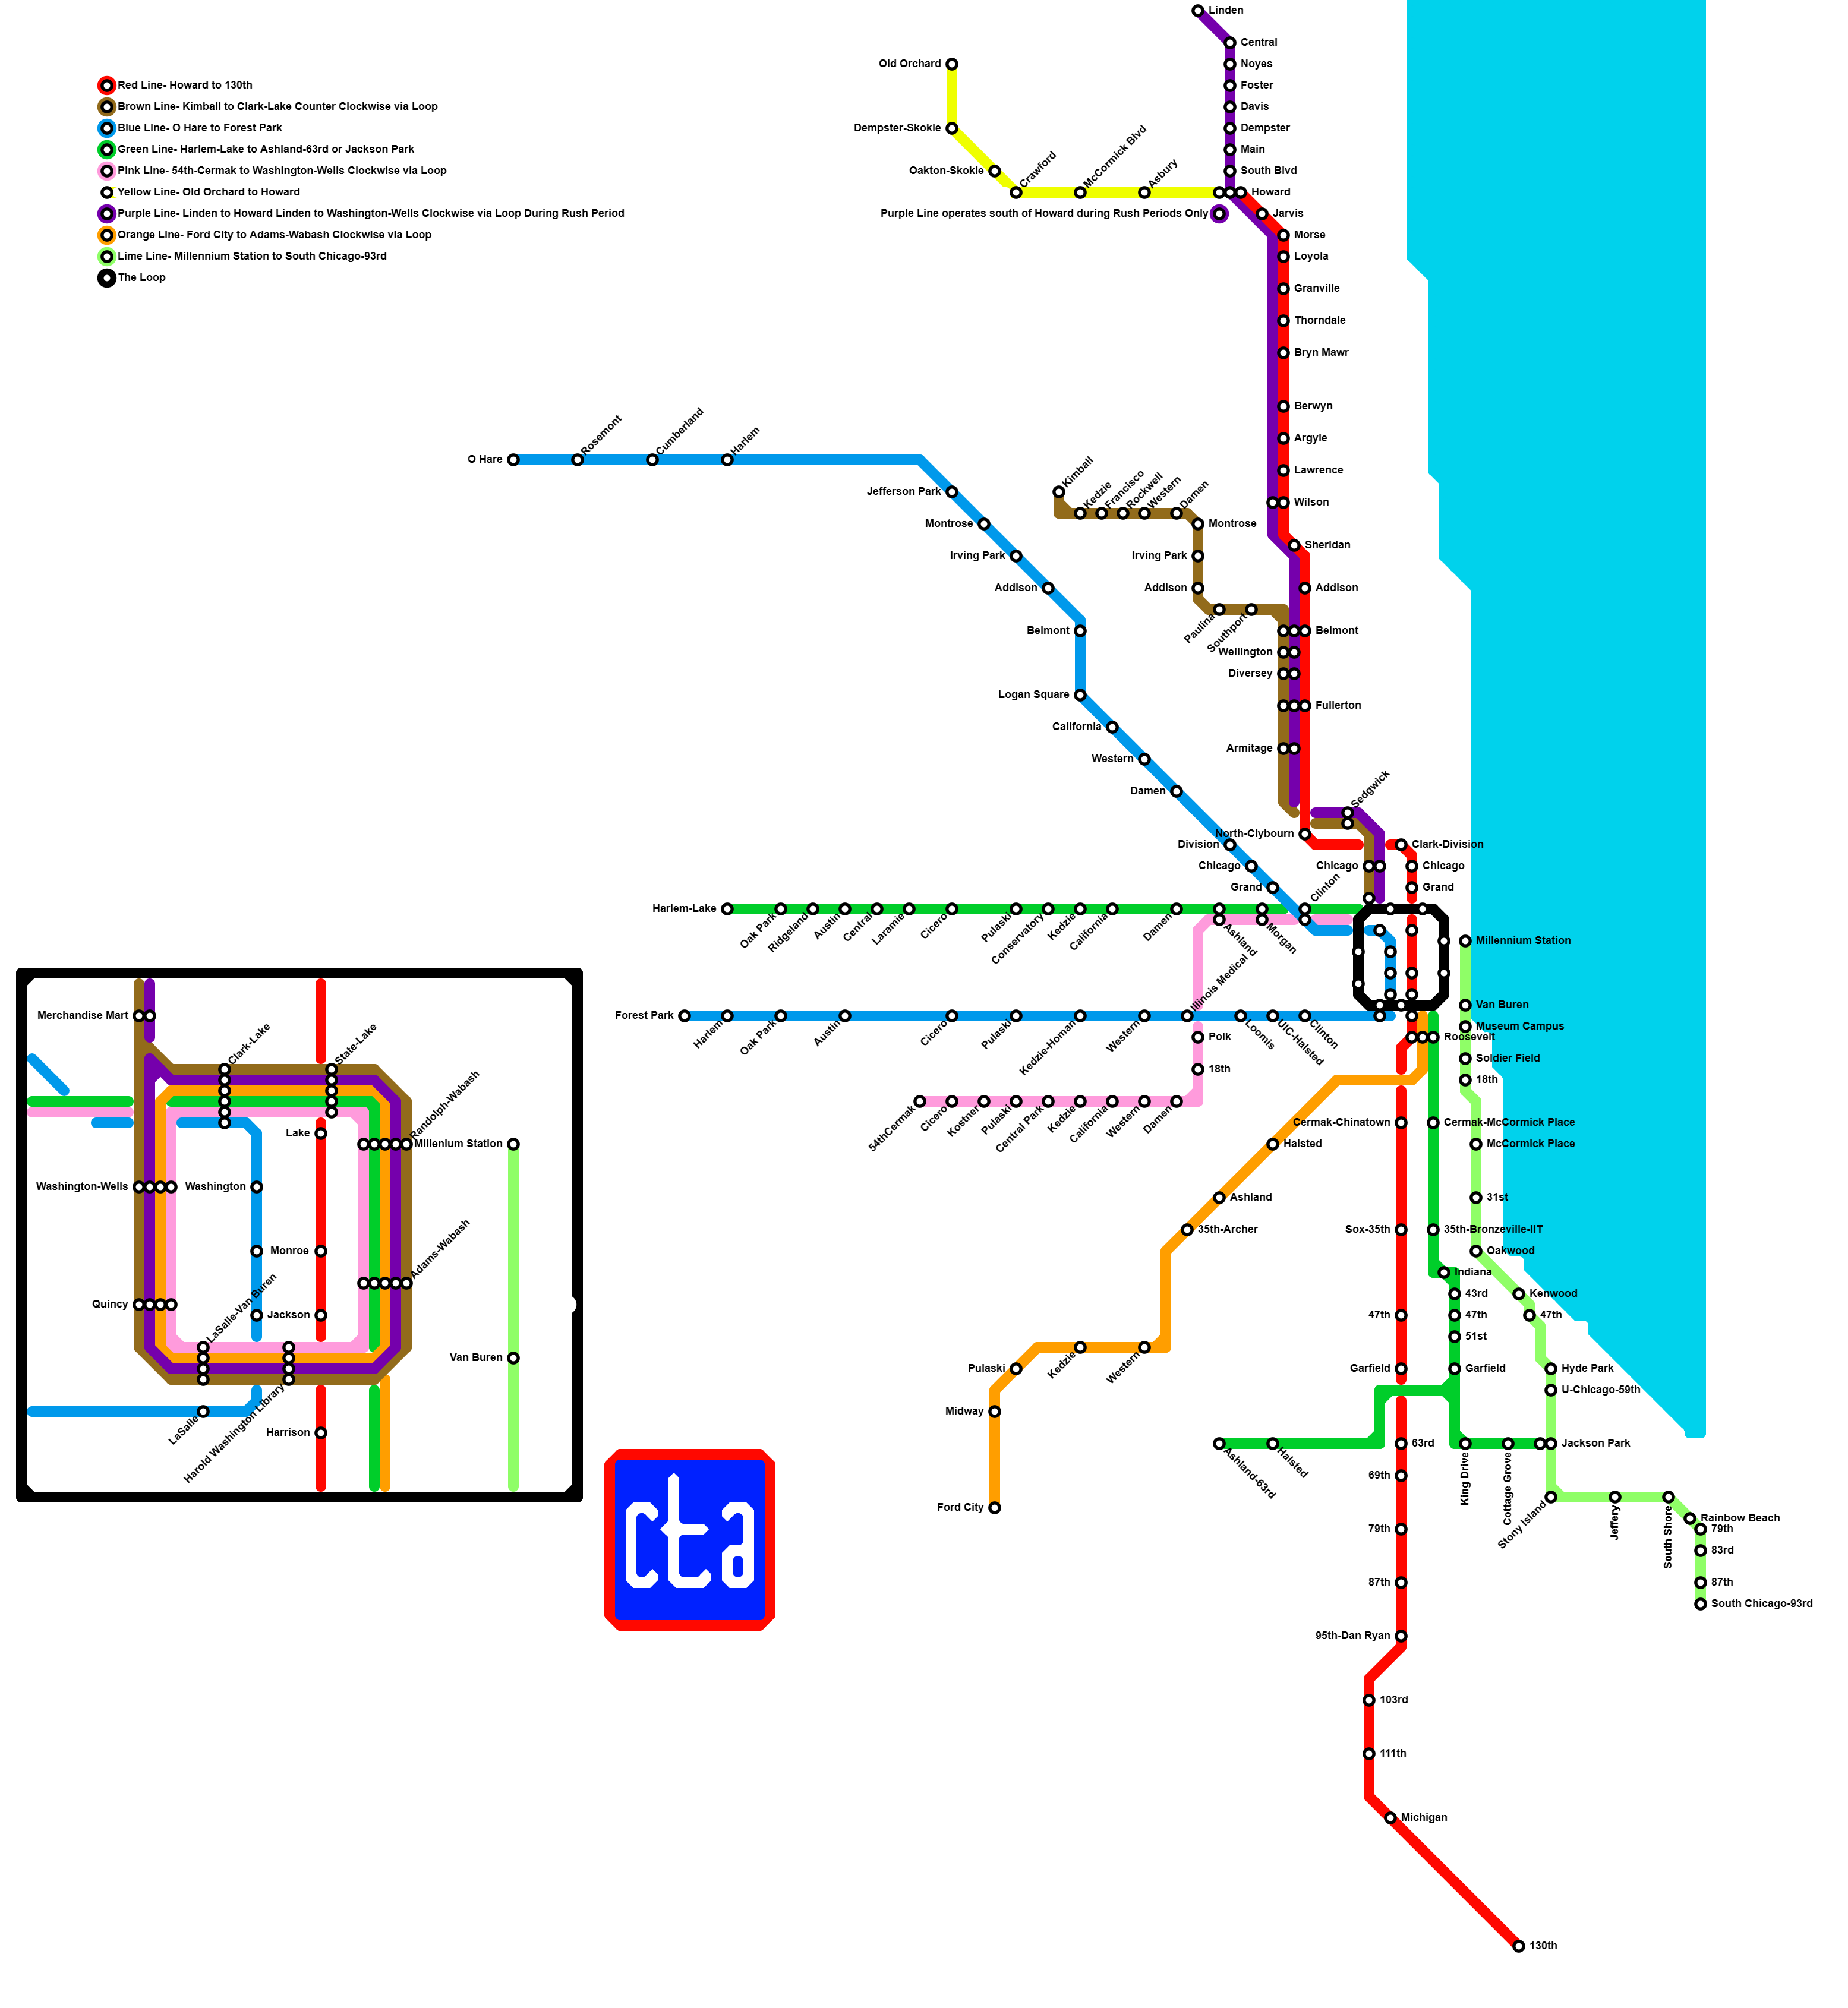 Red Line- Howard to 130th
Brown Line- Kimball to Clark-Lake Counter Clockwise via Loop
Blue Line- O Hare to Forest Park
Green Line- Harlem-Lake to Ashland-63rd or Jackson Park
Pink Line- 54th-Cermak to Washington-Wells Clockwise via Loop
Yellow Line- Old Orchard to Howard
Purple Line- Linden to Howard Linden to Washington-Wells Clockwise via Loop During Rush Period
Orange Line- Ford City to Adams-Wabash Clockwise via Loop
Lime Line- Millennium Station to South Chicago-93rd
The Loop
Linden
Central
Noyes
Foster
Davis
Dempster
Main
South Blvd
Howard
Old Orchard
Dempster-Skokie
Oakton-Skokie
Crawford
McCormick Blvd
Asbury
Purple Line operates south of Howard during Rush Periods Only
Jarvis
Morse
Loyola
Granville
Thorndale
Bryn Mawr
Berwyn
Argyle
Lawrence
Wilson
Sheridan
Addison
Belmont
Fullerton
North-Clybourn
Clark-Division
Chicago
Grand
O Hare
Rosemont
Cumberland
Harlem
Jefferson Park
Montrose
Irving Park
Addison
Belmont
Logan Square
California
Western
Damen
Division
Chicago
Grand
Clinton
Kimball
Kedzie
Francisco
Rockwell
Western
Damen
Montrose
Irving Park
Addison
Paulina
Southport
Wellington
Diversey
Armitage
Sedgwick
Chicago
Harlem-Lake
Oak Park
Ridgeland
Austin
Central
Laramie
Cicero
Pulaski
Conservatory
Kedzie
California
Damen
Ashland
Morgan
Forest Park
Harlem
Oak Park
Austin
Cicero
Pulaski
Kedzie-Homan
Western
Illinois Medical d
Loomis
UIC-Halsted
Clinton
Polk
18th
54thCermak
Cicero
Kostner
Pulaski
Central Park
Kedzie
California
Western
Damen
Millennium Station
Van Buren
Museum Campus
Roosevelt
Soldier Field
18th
Cermak-Chinatown
Cermak-McCormick Place
McCormick Place
Halsted
Ashland
35th-Archer
31st
Sox-35th
35th-Bronzeville-IIT
Oakwood
Indiana
43rd
Kenwood
47th
47th
47th
51st
Western
Kedzie
Pulaski
Midway
Ford City
Garfield
Garfield
Hyde Park
U-Chicago-59th
Ashland-63rd
Halsted
63rd
King Drive
Cottage Grove
Jackson Park
69th
Stony Island
Jeffery
South Shore
Rainbow Beach
79th
79th
83rd
87th
87th
South Chicago-93rd
95th-Dan Ryan
103rd
111th
Michigan
130th
Merchandise Mart
Clark-Lake
State-Lake
Randolph-Wabash
Lake
Millenium Station
Washington-Wells
Washington
Monroe
Adams-Wabash
Quincy
LaSalle-Van Buren
Jackson
Van Buren
LaSalle
Harold Washington Library
Harrison
cta